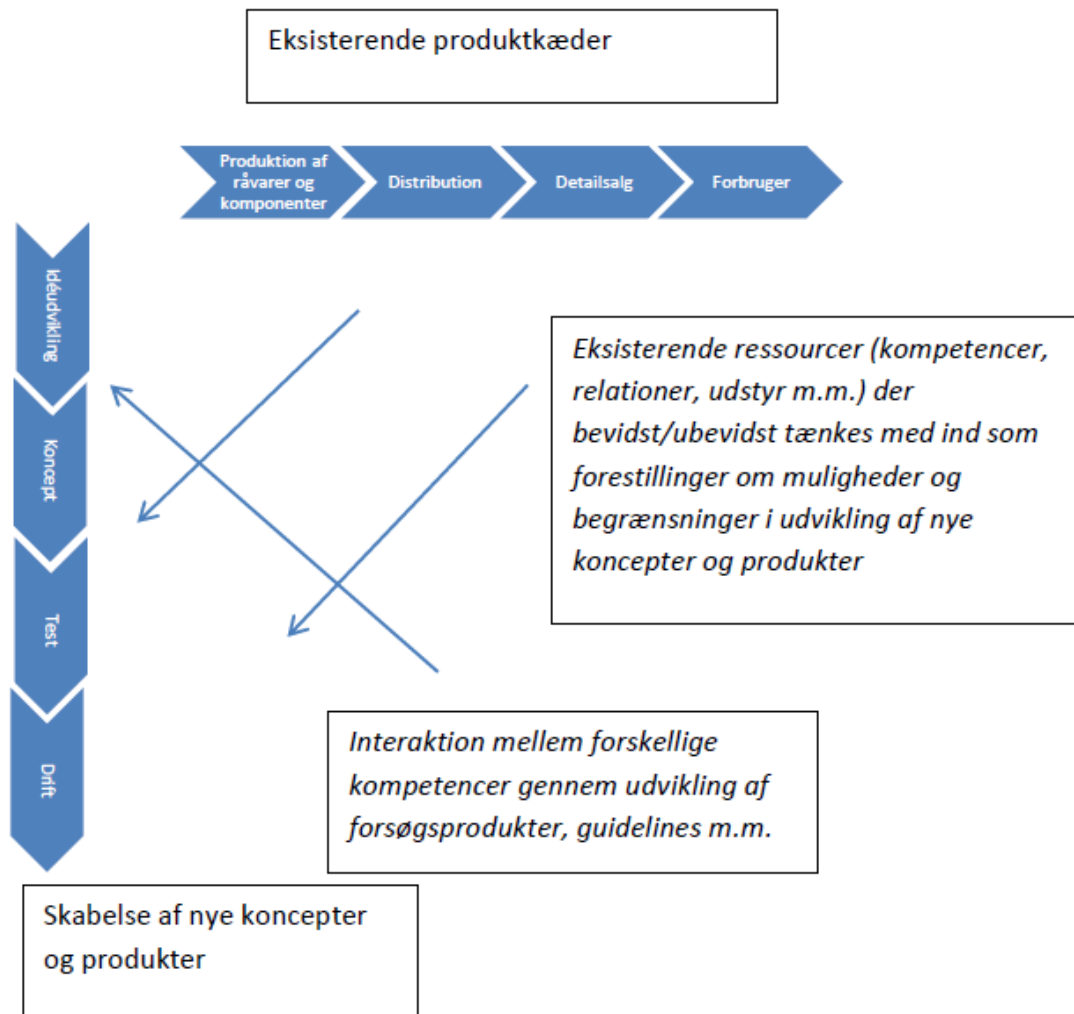 Eksisterende produktkæder
Produktion af
råvarer og
komponenter
Distribution
Detailsalg
Forbruger
Idéudvikling
Koncept
Test
Drift
Eksisterende ressourcer (kompetencer,
relationer, udstyr m.m.) der
bevidst/ubevidst tænkes med ind som
forestillinger om muligheder og
begrænsninger i udvikling af nye
koncepter og produkter
Interaktion mellem forskellige
kompetencer gennem udvikling af
forsøgsprodukter, guidelines m.m.
Skabelse af nye koncepter
og produkter